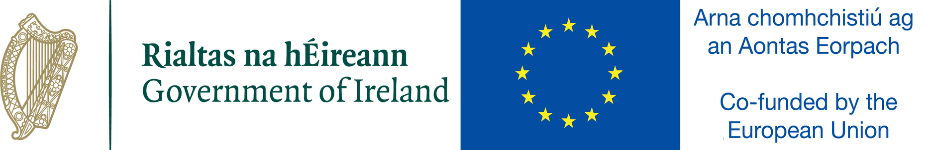 Rialtas na hÉireann
Government of Ireland
Arna chomhchistiú ag
an Aontas Eorpach
Co-funded by the
European Union